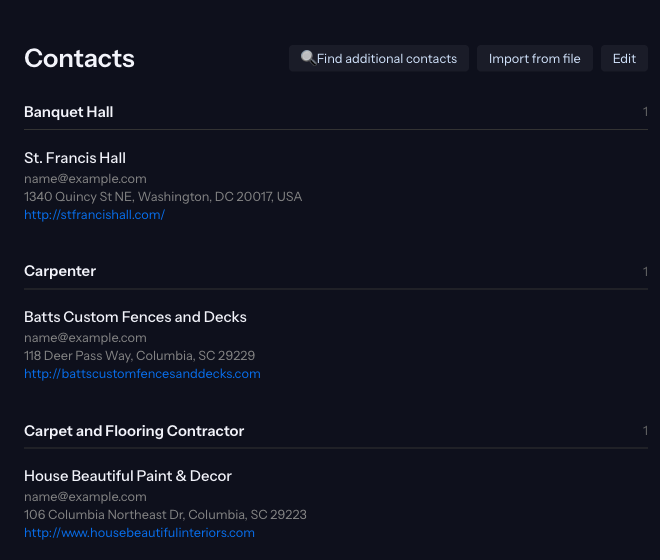 Contacts
Find additional contacts
Import from file
Edit
Banquet Hall 1
St. Francis Hall
name@example.com
1340 Quincy St NE, Washington, DC 20017, USA
http://stfrancishall.com/
Carpenter 1
Batts Custom Fences and Decks
name@example.com
118 Deer Pass Way, Columbia, SC 29229
http://battscustomfencesanddecks.com
Carpet and Flooring Contractor 1
House Beautiful Paint & Decor
name@example.com
106 Columbia Northeast Dr, Columbia, SC 29223
http://www.housebeautifulinteriors.com